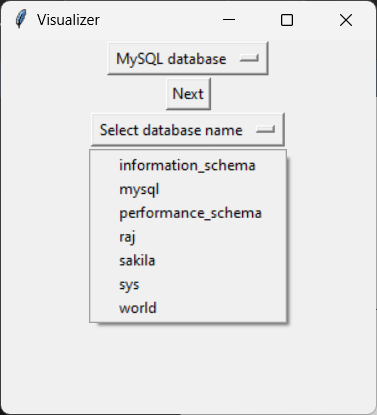 Visualizer
MySQL database
Next
Select database name
information_schema
mysql
performance_schema
raj
sakila
sys
world